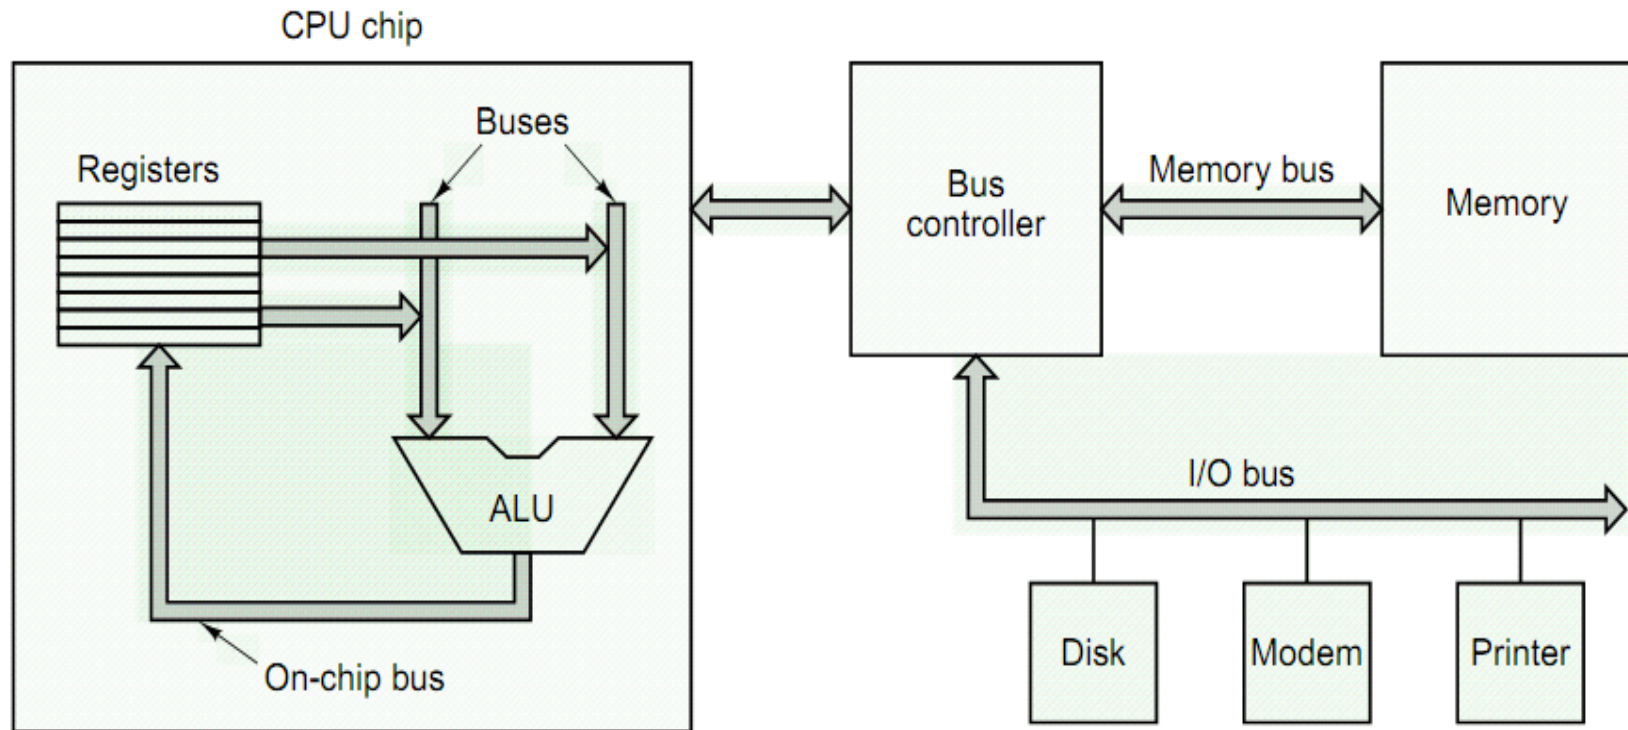 CPU chip
Buses
Registers
ALU
On-chip bus
Bus
controller
Memory bus
Memory
I/O bus
Disk
Modem
Printer